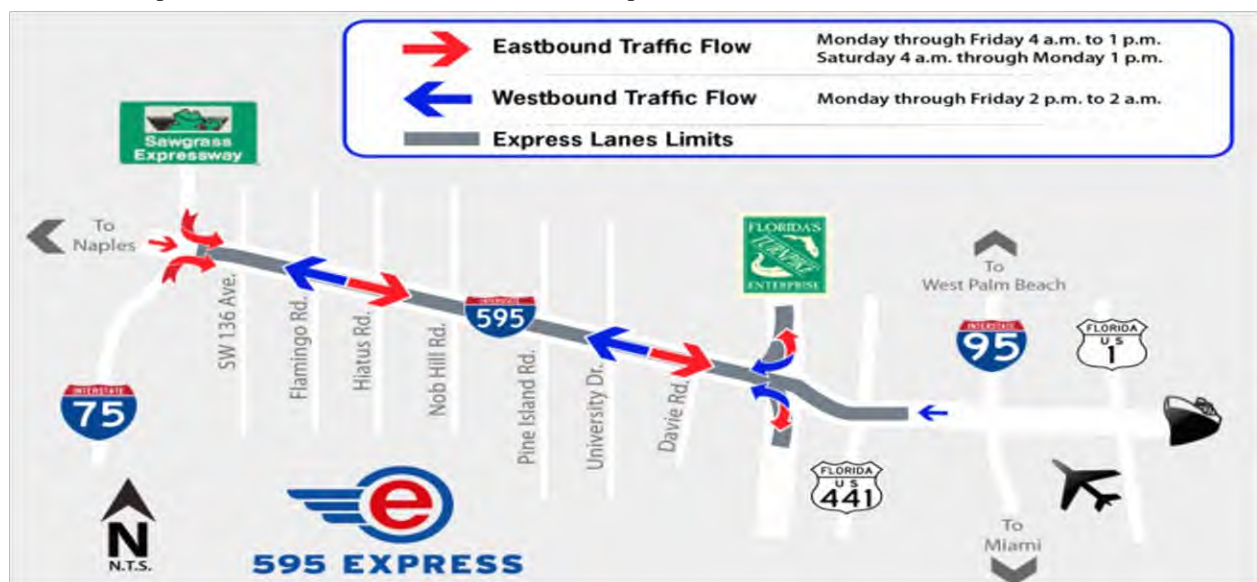 Eastbound Traffic Flow
Monday through Friday 4 a.m. to 1 p.m.
Saturday 4 a.m. through Monday 1 p.m.
Westbound Traffic Flow
Monday through Friday 2 p.m. to 2 a.m.
Express Lanes Limits
Sawgrass
Expressway
To
Naples
SW 136 Ave.
Flamingo Rd.
Hiatus Rd.
Nob Hill Rd.
INTERSTATE
595
Pine Island Rd.
University Dr.
Davie Rd.
FLORIDA'S
TURNPIKE
ENTERPRISE
To
West Palm Beach
INTERSTATE
95
FLORIDA
US
1
INTERSTATE
75
FLORIDA
US
441
To
Miami
N
N.T.S.
e
595 EXPRESS